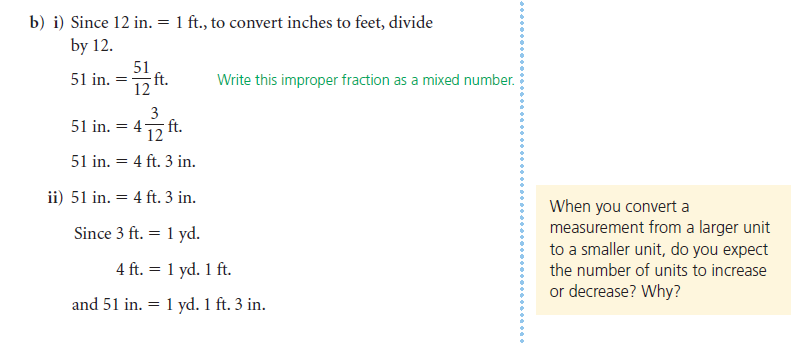 b) i) Since 12 in. = 1 ft., to convert inches to feet, divide
by 12.
51 in. = 51/12 ft. Write this improper fraction as a mixed number.
51 in. = 4 3/12 ft.
51 in. = 4 ft. 3 in.
ii) 51 in. = 4 ft. 3 in.
Since 3 ft. = 1 yd.
4 ft. = 1 yd. 1 ft.
and 51 in. = 1 yd. 1 ft. 3 in.
When you convert a
measurement from a larger unit
to a smaller unit, do you expect
the number of units to increase
or decrease? Why?